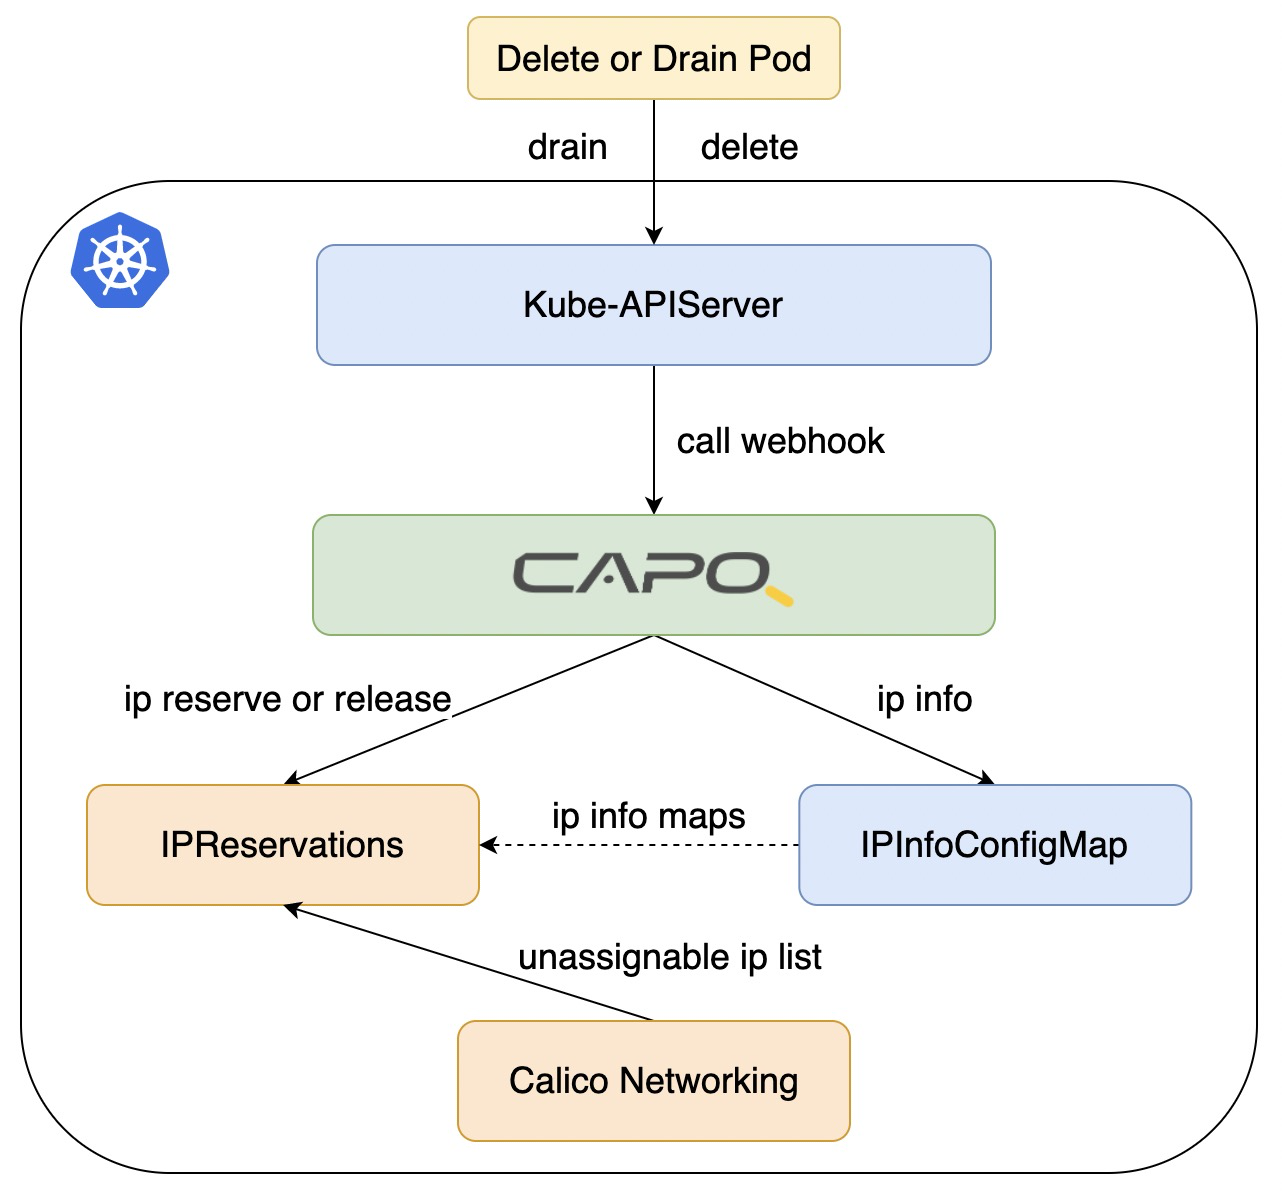 Delete or Drain Pod
drain
delete
Kube-APIServer
call webhook
CAPO
ip reserve or release
ip info
IPReservations
ip info maps
IPInfoConfigMap
unassignable ip list
Calico Networking